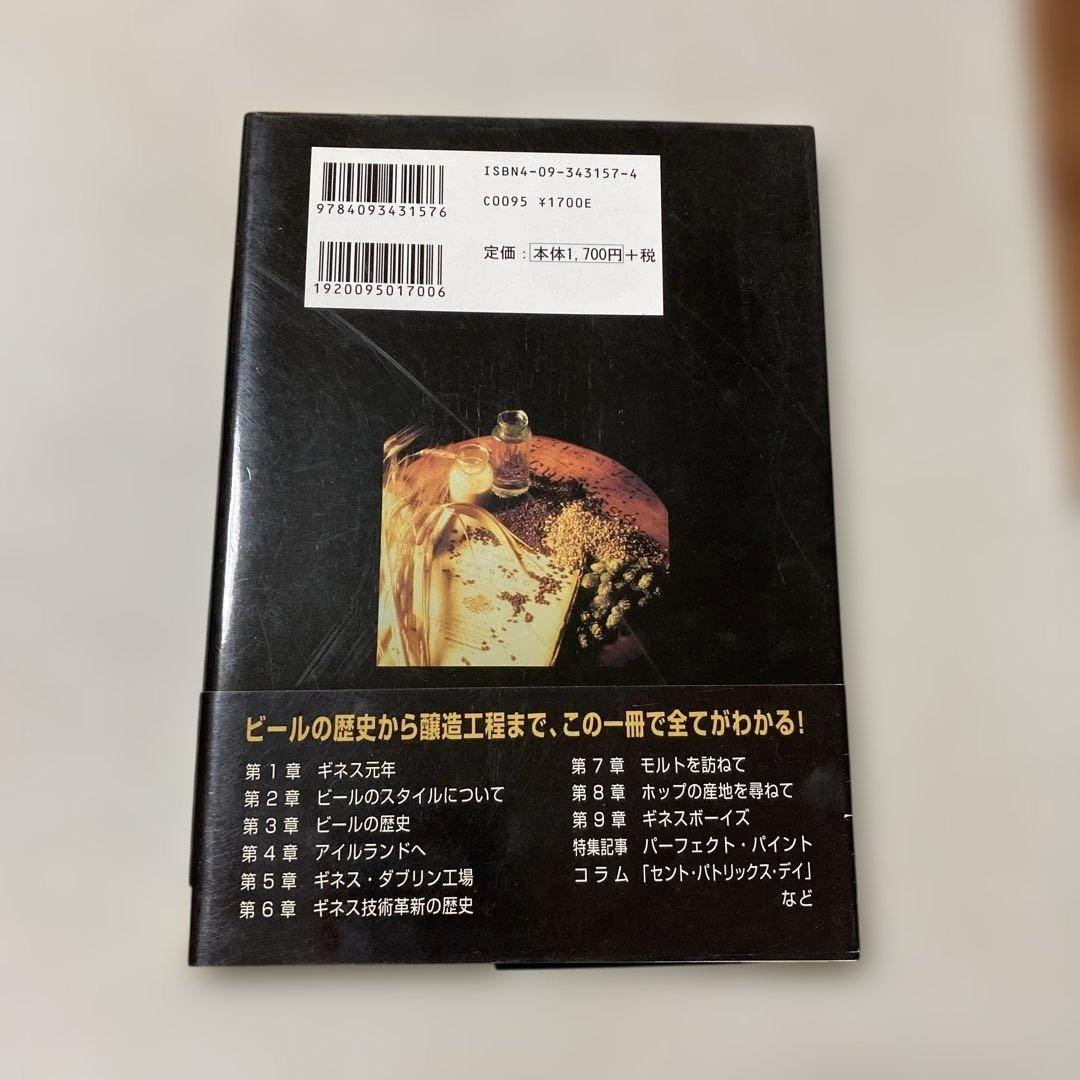 ISBN4-09-343157-4
9784093431576
C0095 ¥1700E
定価：本体1,700円+税
1920095017006
ビールの歴史から醸造工程まで、この一冊で全てがわかる！
第1章 ギネス元年
第2章 ビールのスタイルについて
第3章 ビールの歴史
第4章 アイルランドへ
第5章 ギネス・ダブリン工場
第6章 ギネス技術革新の歴史
第7章 モルトを訪ねて
第8章 ホップの産地を尋ねて
第9章 ギネスボーイズ
特集記事 パーフェクト・パイント
コラム「セント・パトリックス・デイ」
など